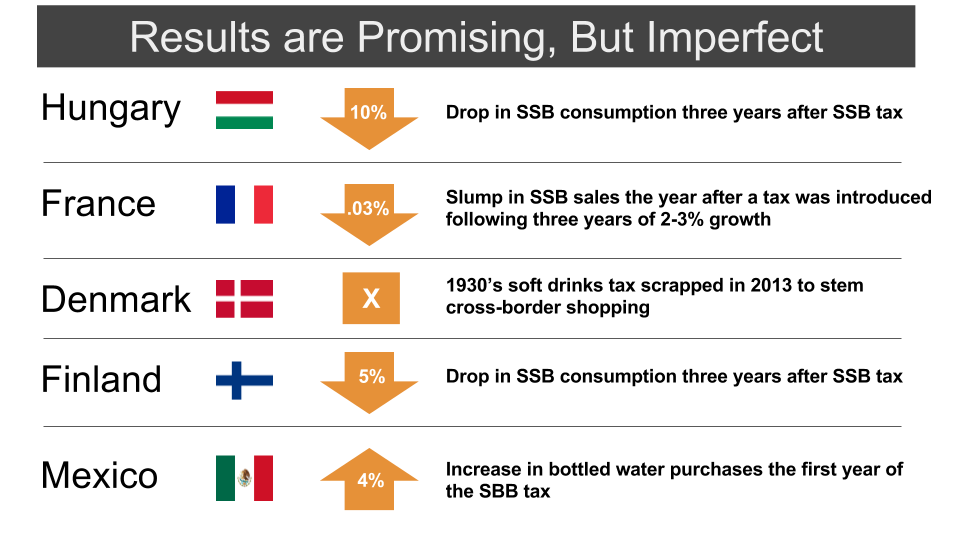 Results are Promising, But Imperfect
Hungary
10%
Drop in SSB consumption three years after SSB tax
France
.03%
Slump in SSB sales the year after a tax was introduced
following three years of 2-3% growth
Denmark
X
1930’s soft drinks tax scrapped in 2013 to stem
cross-border shopping
Finland
5%
Drop in SSB consumption three years after SSB tax
Mexico
4%
Increase in bottled water purchases the first year of
the SBB tax